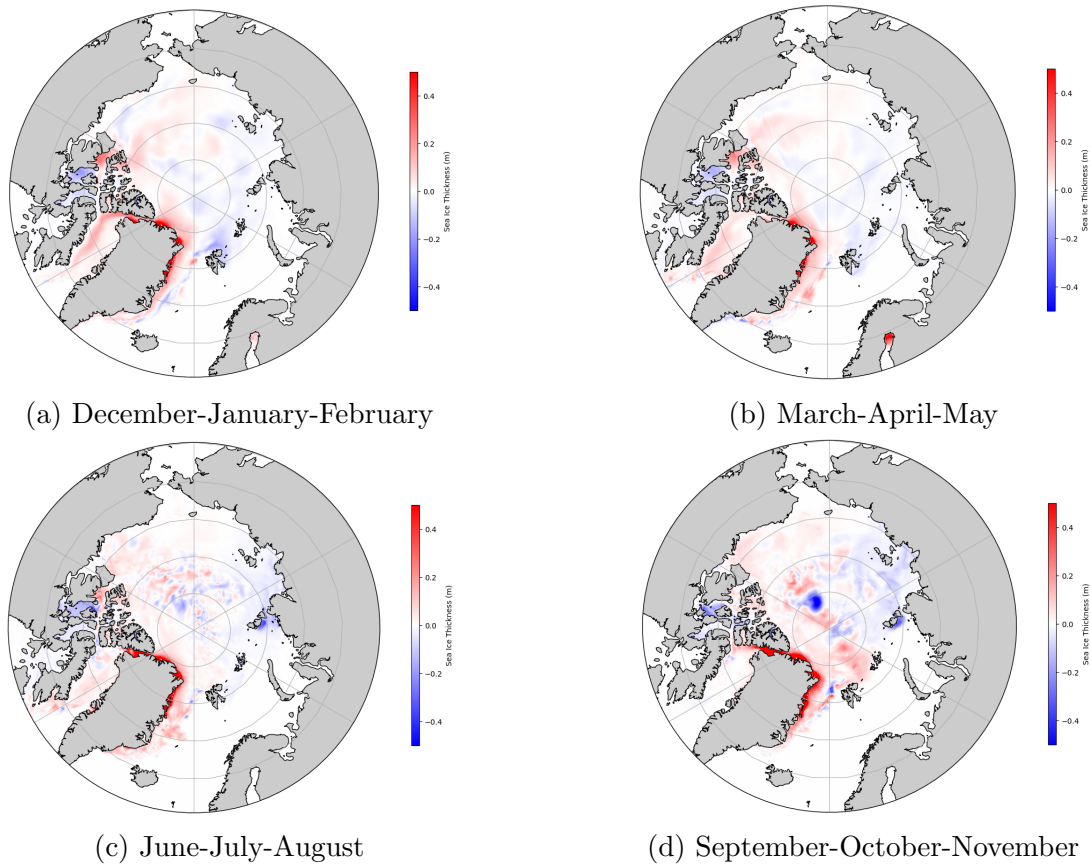 0.4
0.2
0.0
−0.2
−0.4
Sea Ice Thickness (m)
0.4
0.2
0.0
−0.2
−0.4
Sea Ice Thickness (m)
(a) December-January-February
(b) March-April-May
0.4
0.2
0.0
−0.2
−0.4
Sea Ice Thickness (m)
0.4
0.2
0.0
−0.2
−0.4
Sea Ice Thickness (m)
(c) June-July-August
(d) September-October-November